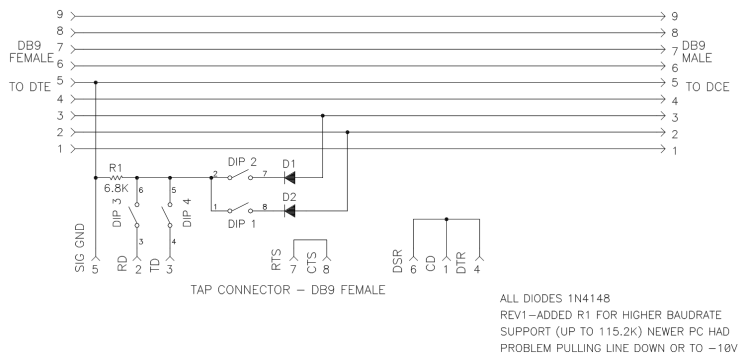 9 9
8 8
DB9 FEMALE 7 7 DB9 MALE
6 6
TO DTE 5 5 TO DCE
4 4
3 3
2 2
1 1
R1
6.8K
DIP 2
2 7
D1
D2
1 8
DIP 1
6
DIP 3
3
5
DIP 4
4
SIG GND
5
RD
2
TD
3
RTS
7
CTS
8
DSR
6
CD
1
DTR
4
TAP CONNECTOR – DB9 FEMALE
ALL DIODES 1N4148
REV1–ADDED R1 FOR HIGHER BAUDRATE
SUPPORT (UP TO 115.2K) NEWER PC HAD
PROBLEM PULLING LINE DOWN OR TO –10V